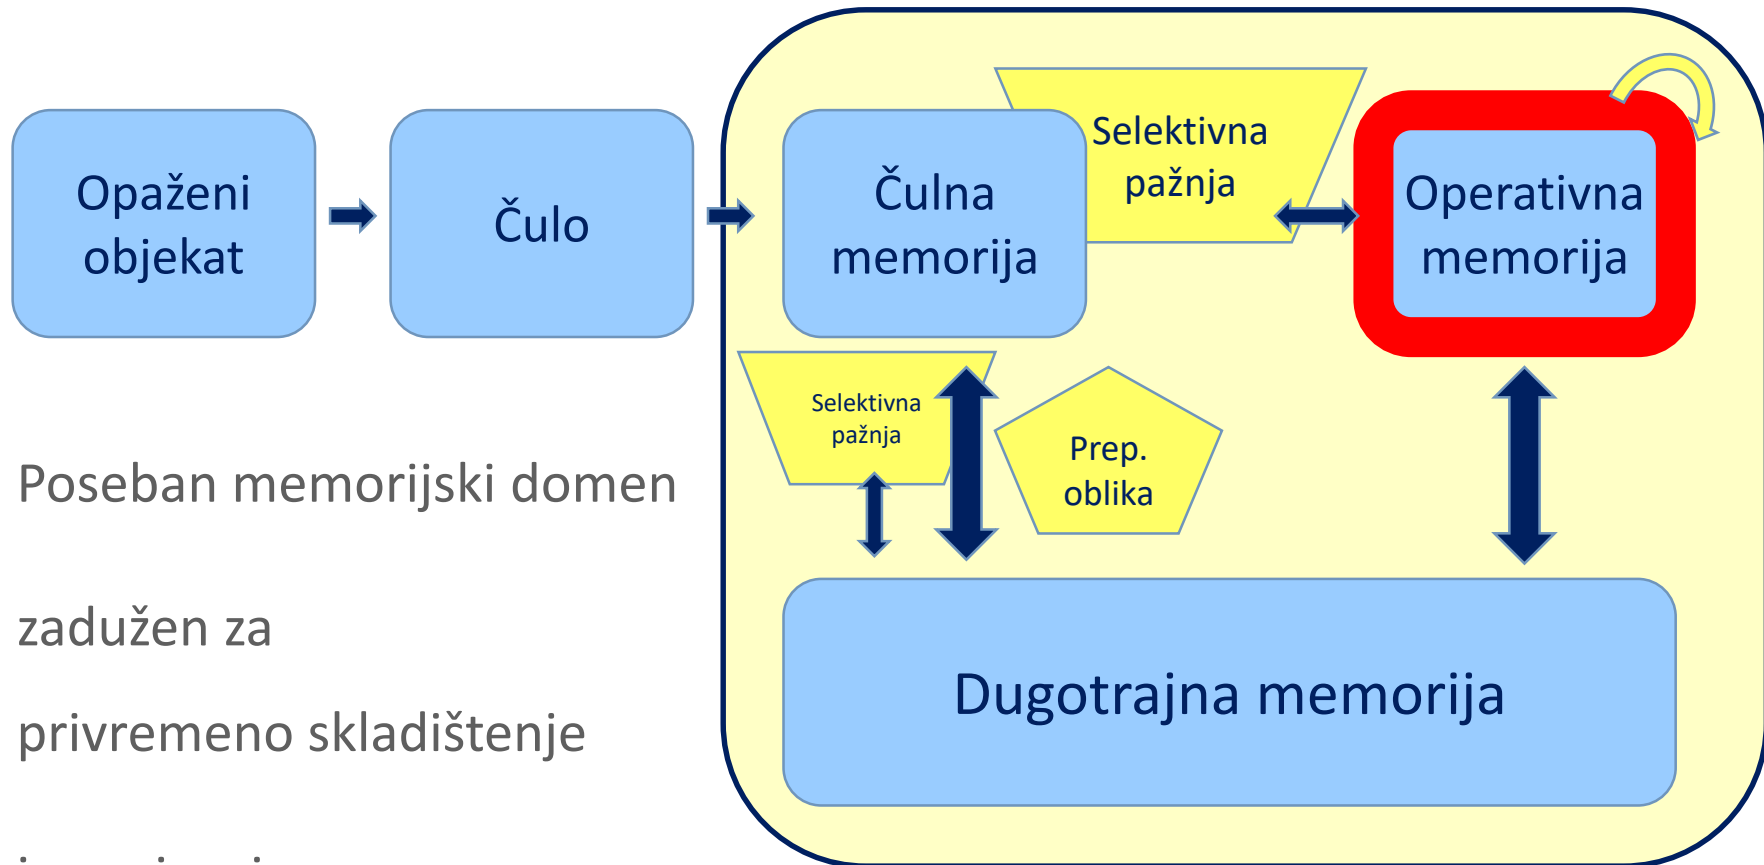 Opaženi
objekat
Čulo
Čulna
memorija
Selektivna
pažnja
Operativna
memorija
Selektivna
pažnja
Prep.
oblika
Dugotrajna memorija
Poseban memorijski domen
zadužen za
privremeno skladištenje